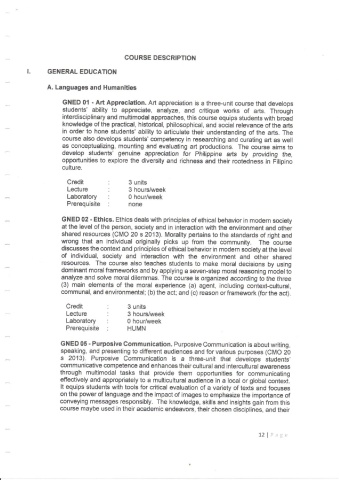 COURSE DESCRIPTION
I. GENERAL EDUCATION
A. Languages and Humanities
GNED 01 - Art Appreciation. Art appreciation is a three-unit course that develops
students' ability to appreciate, analyze, and critique works of arts. Through
interdisciplinary and multimodal approaches, this course equips students with broad
knowledge of the practical, historical, philosophical, and social relevance of the arts
in order to hone students' ability to articulate their understanding of the arts. The
course also develops students' competency in researching and curating art as well
as conceptualizing, mounting and evaluating art productions. The course aims to
develop students' genuine appreciation for Philippine arts by providing the,
opportunities to explore the diversity and richness and their rootedness in Filipino
culture.
Credit : 3 units
Lecture : 3 hours/week
Laboratory : 0 hour/week
Prerequisite : none
GNED 02 - Ethics. Ethics deals with principles of ethical behavior in modern society
at the level of the person, society and in interaction with the environment and other
shared resources (CMO 20 s 2013). Morality pertains to the standards of right and
wrong that an individual originally picks up from the community. The course
discusses the context and principles of ethical behavior in modern society at the level
of individual, society and interaction with the environment and other shared
resources. The course also teaches students to make moral decisions by using
dominant moral frameworks and by applying a seven-step moral reasoning model to
analyze and solve moral dilemmas. The course is organized according to the three
(3) main elements of the moral experience (a) agent, including context-cultural,
communal, and environmental; (b) the act; and (c) reason or framework (for the act).
Credit : 3 units
Lecture : 3 hours/week
Laboratory : 0 hour/week
Prerequisite : HUMN
GNED 05 - Purposive Communication. Purposive Communication is about writing,
speaking, and presenting to different audiences and for various purposes (CMO 20
s 2013). Purposive Communication is a three-unit that develops students'
communicative competence and enhances their cultural and intercultural awareness
through multimodal tasks that provide them opportunities for communicating
effectively and appropriately to a multicultural audience in a local or global context.
It equips students with tools for critical evaluation of a variety of texts and focuses
on the power of language and the impact of images to emphasize the importance of
conveying messages responsibly. The knowledge, skills and insights gain from this
course maybe used in their academic endeavors, their chosen disciplines, and their
12 | Page